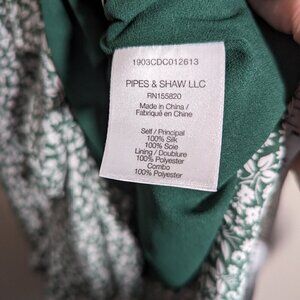 1903CDC012613
PIPES & SHAW LLC
RN155820
Made in China /
Fabriqué en Chine
Self / Principal
100% Silk
100% Soie
Lining / Doublure
100% Polyester
Combo
100% Polyester